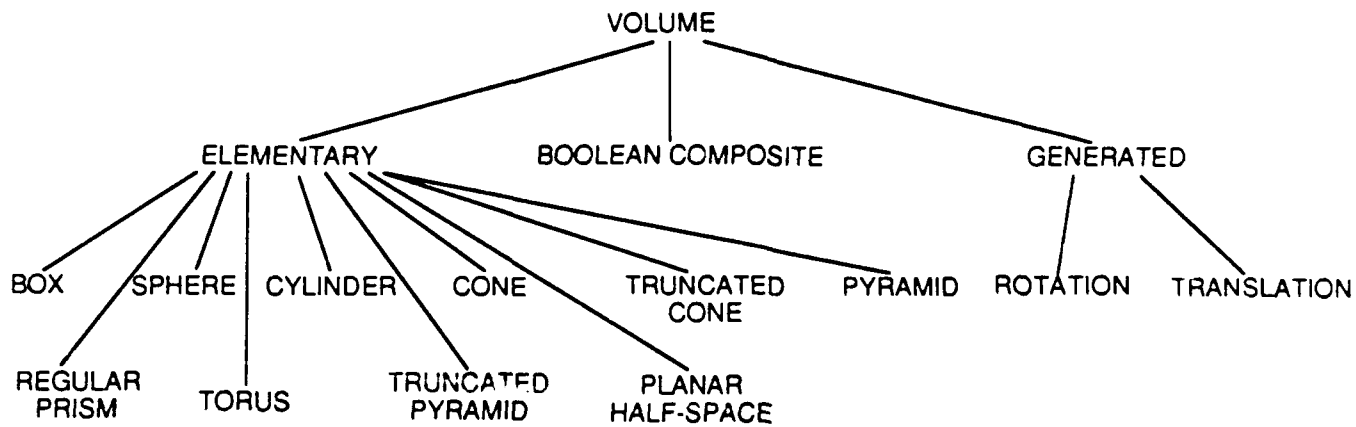 VOLUME
ELEMENTARY
BOOLEAN COMPOSITE
GENERATED
BOX
SPHERE
CYLINDER
CONE
TRUNCATED
CONE
PYRAMID
ROTATION
TRANSLATION
REGULAR
PRISM
TORUS
TRUNCATED
PYRAMID
PLANAR
HALF-SPACE